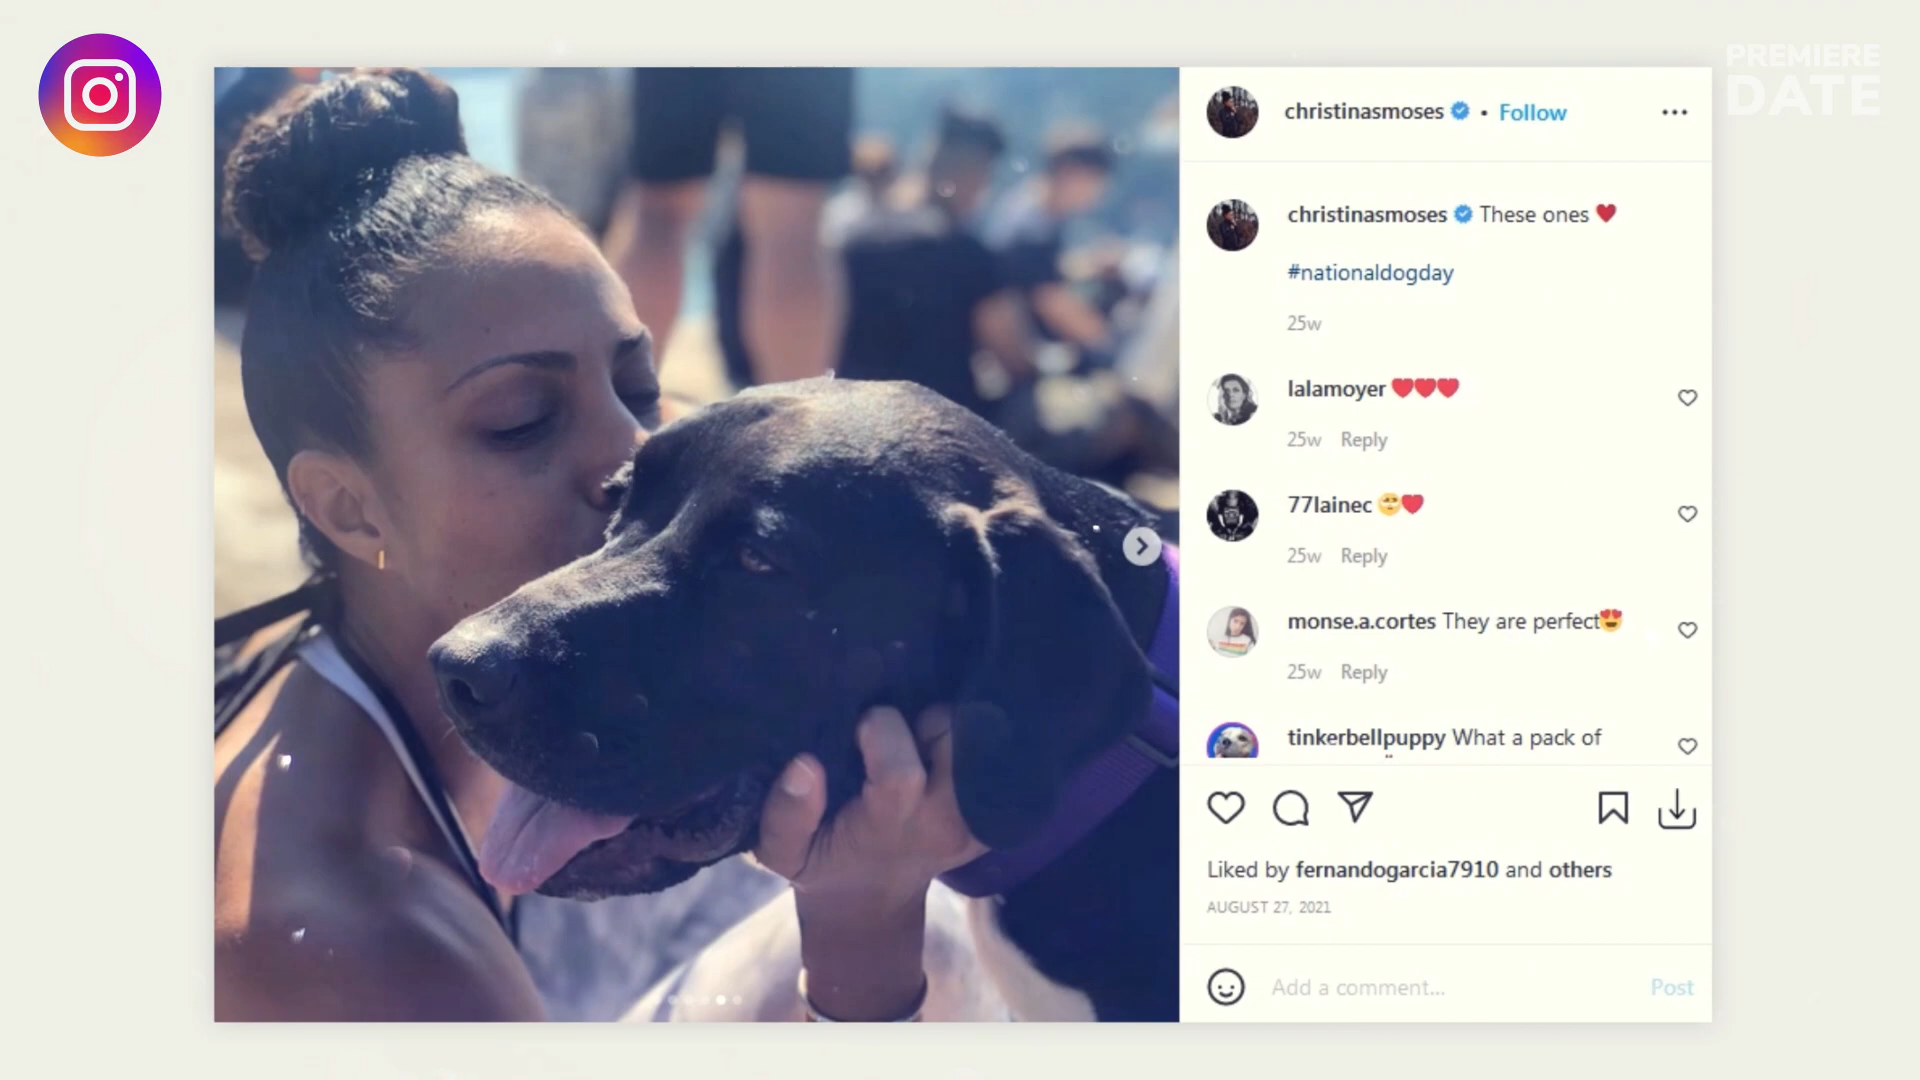 PREMIERE
DATE
christinasmoses • Follow
christinasmoses These ones ❤️
#nationaldogday
25w
lalamoyer ❤️❤️❤️
25w Reply
77lainec 🥺❤️
25w Reply
monse.a.cortes They are perfect😍
25w Reply
tinkerbellpuppy What a pack of
Liked by fernandogarcia7910 and others
AUGUST 27, 2021
Add a comment...
Post